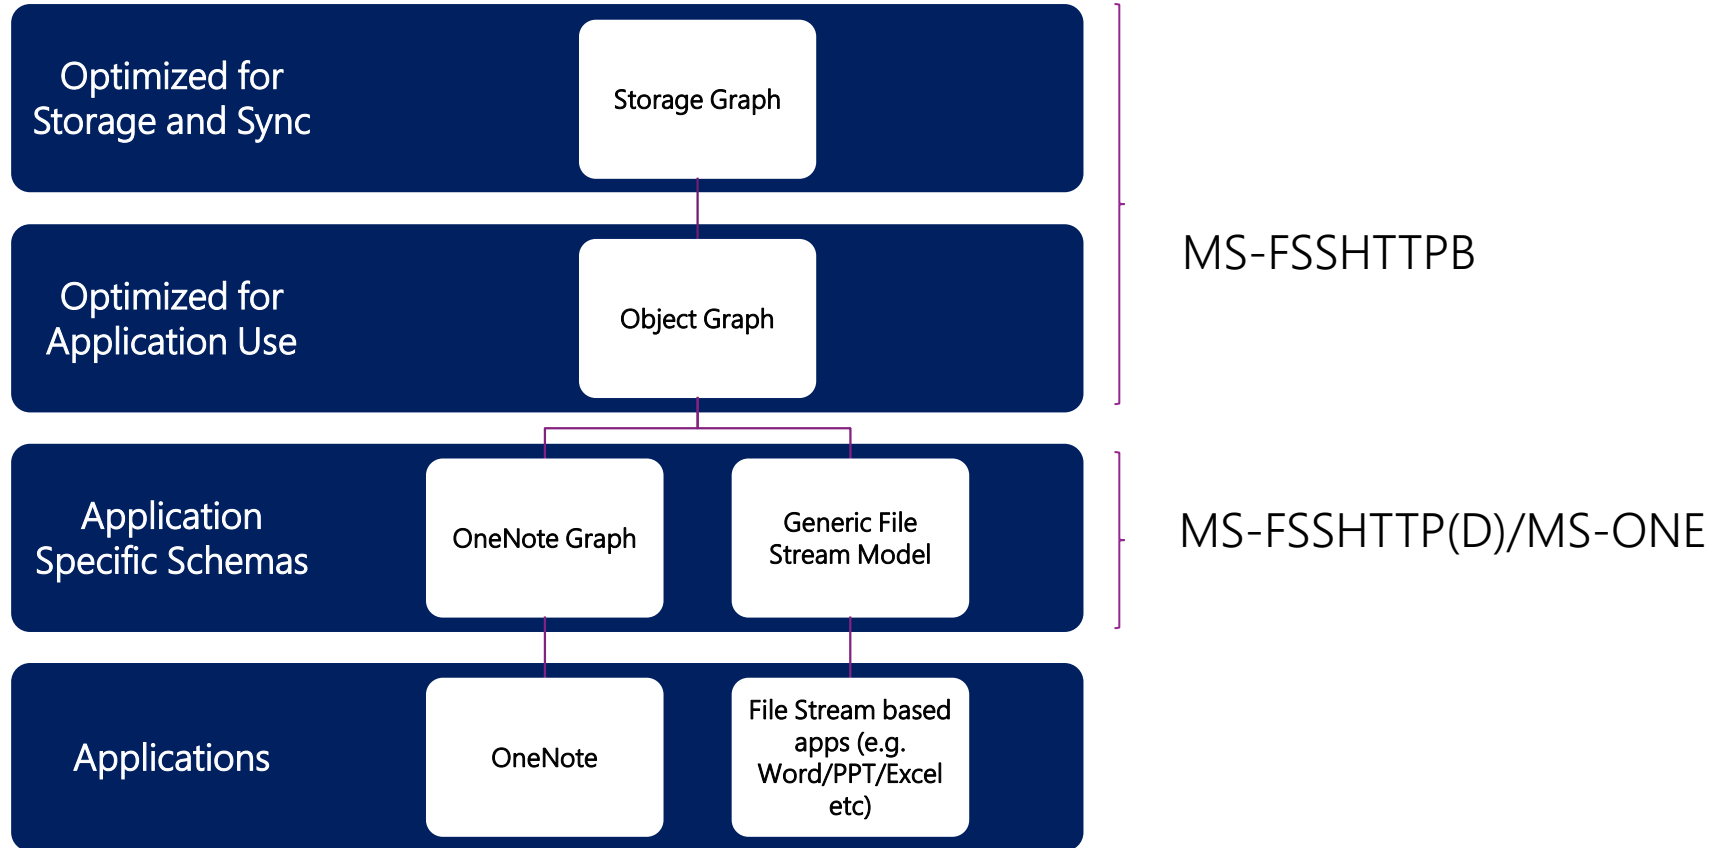 Optimized for
Storage and Sync
Storage Graph
Optimized for
Application Use
Object Graph
MS-FSSHTTPB
Application
Specific Schemas
OneNote Graph
Generic File
Stream Model
MS-FSSHTTP(D)/MS-ONE
Applications
OneNote
File Stream based
apps (e.g.
Word/PPT/Excel
etc)